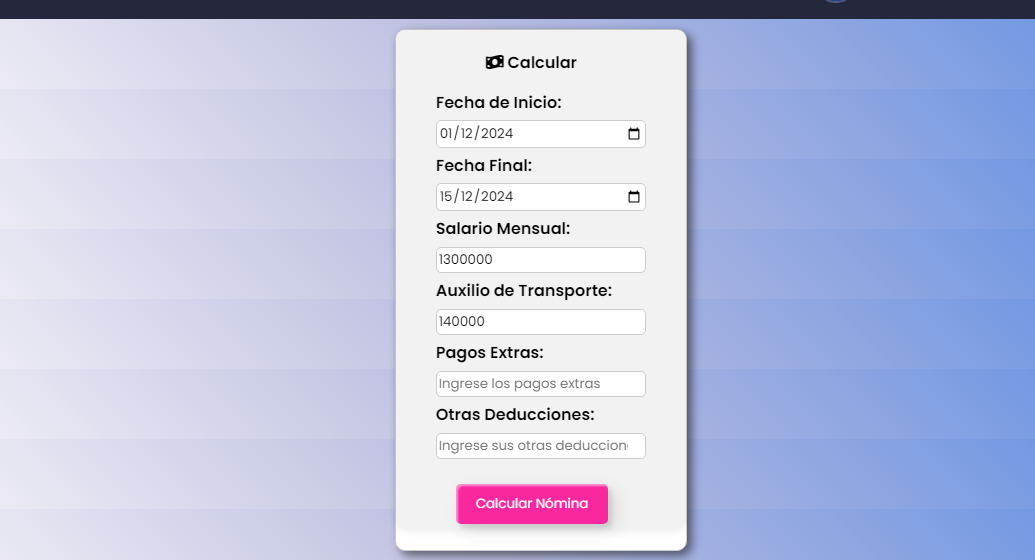 Calcular
Fecha de Inicio:
01/12/2024
Fecha Final:
15/12/2024
Salario Mensual:
1300000
Auxilio de Transporte:
140000
Pagos Extras:
Ingrese los pagos extras
Otras Deducciones:
Ingrese sus otras deduccion
Calcular Nómina